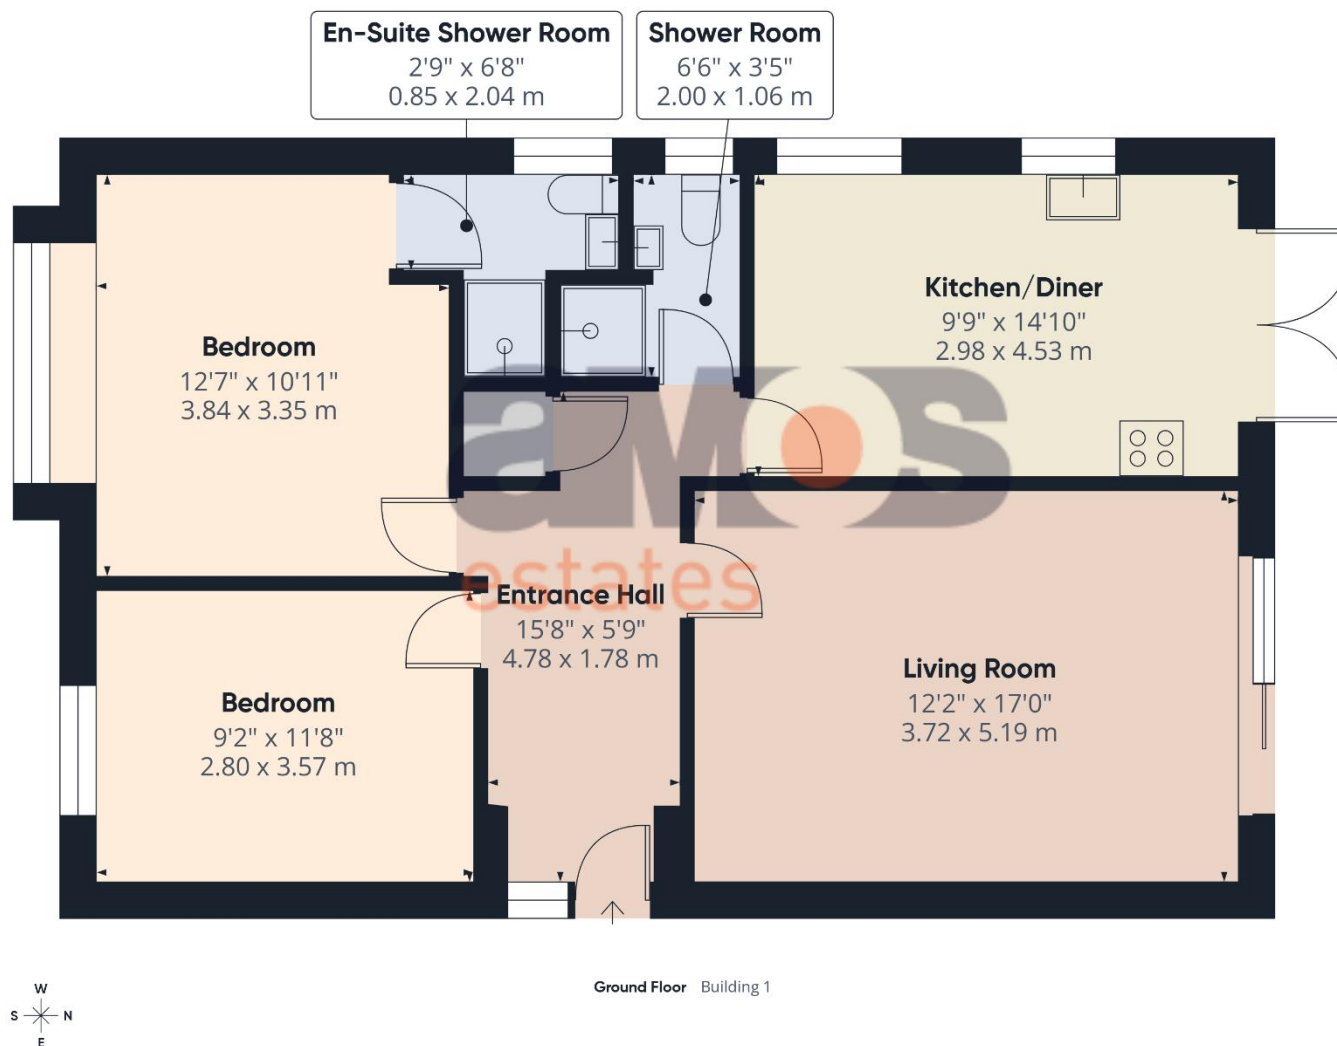 En-Suite Shower Room
2'9" x 6'8"
0.85 x 2.04 m
Shower Room
6'6" x 3'5"
2.00 x 1.06 m
Kitchen/Diner
9'9" x 14'10"
2.98 x 4.53 m
Bedroom
12'7" x 10'11"
3.84 x 3.35 m
amos
estates
Entrance Hall
15'8" x 5'9"
4.78 x 1.78 m
Living Room
12'2" x 17'0"
3.72 x 5.19 m
Bedroom
9'2" x 11'8"
2.80 x 3.57 m
Ground Floor Building 1
W
S N
E